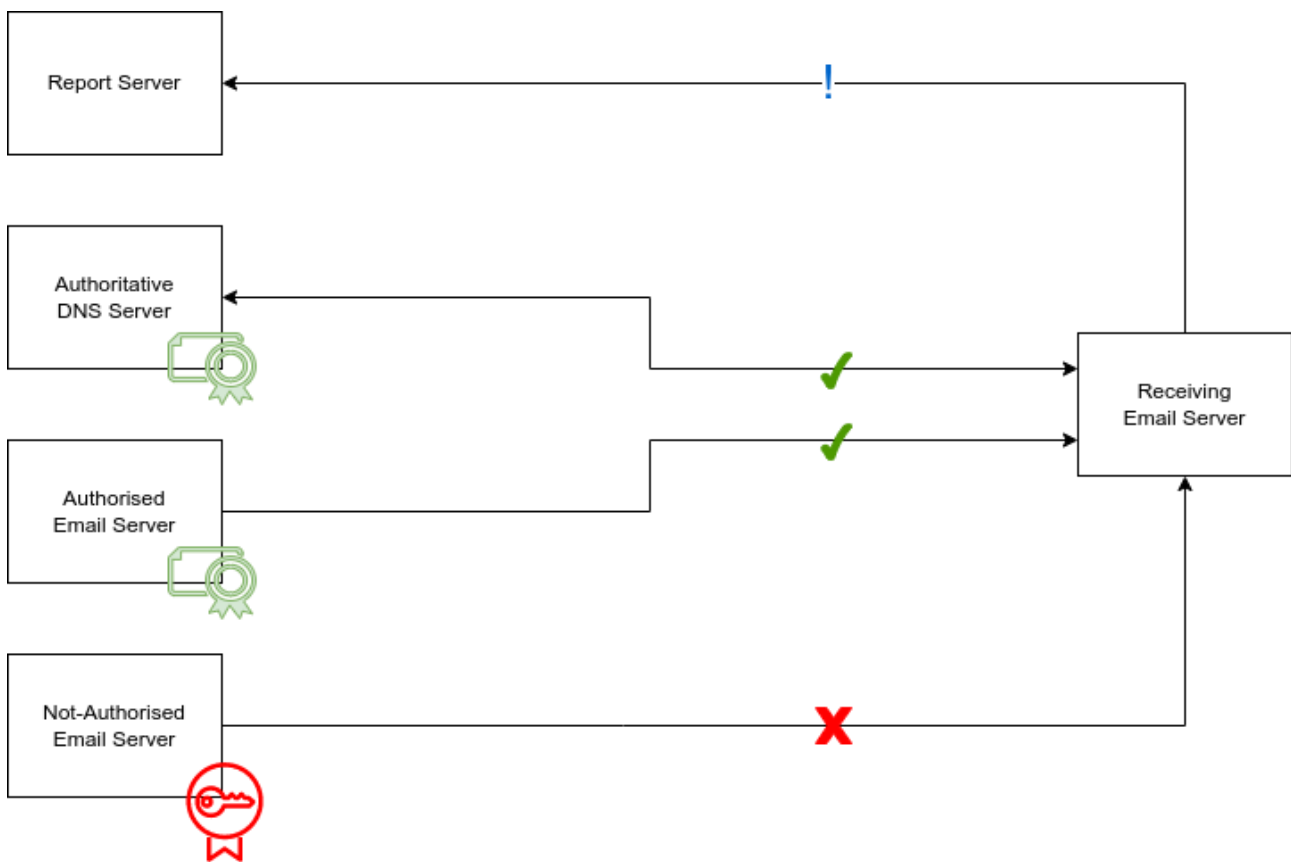 Report Server
Authoritative
DNS Server
Receiving
Email Server
Authorised
Email Server
Not-Authorised
Email Server
!
X